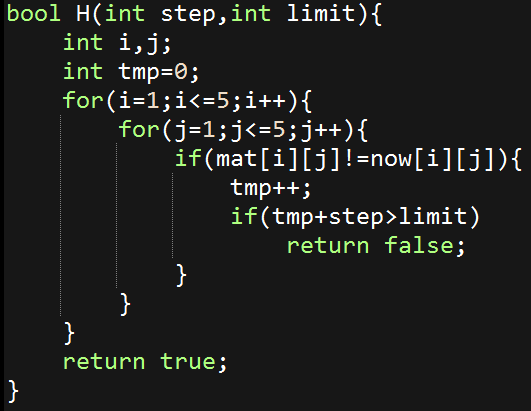 bool H(int step,int limit){
    int i,j;
    int tmp=0;
    for(i=1;i<=5;i++){
        for(j=1;j<=5;j++){
            if(mat[i][j]!=now[i][j]){
                tmp++;
                if(tmp+step>limit)
                    return false;
            }
        }
    }
    return true;
}